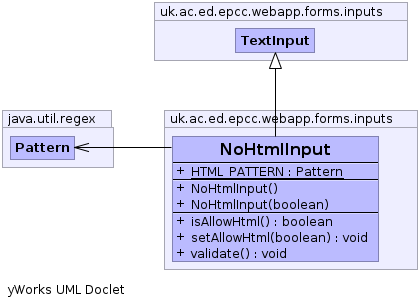 uk.ac.ed.epcc.webapp.forms.inputs
TextInput
java.util.regex
Pattern
uk.ac.ed.epcc.webapp.forms.inputs
NoHtmlInput
+ HTML_PATTERN : Pattern
+ NoHtmlInput()
+ NoHtmlInput(boolean)
+ isAllowHtml() : boolean
+ setAllowHtml(boolean) : void
+ validate() : void
yWorks UML Doclet